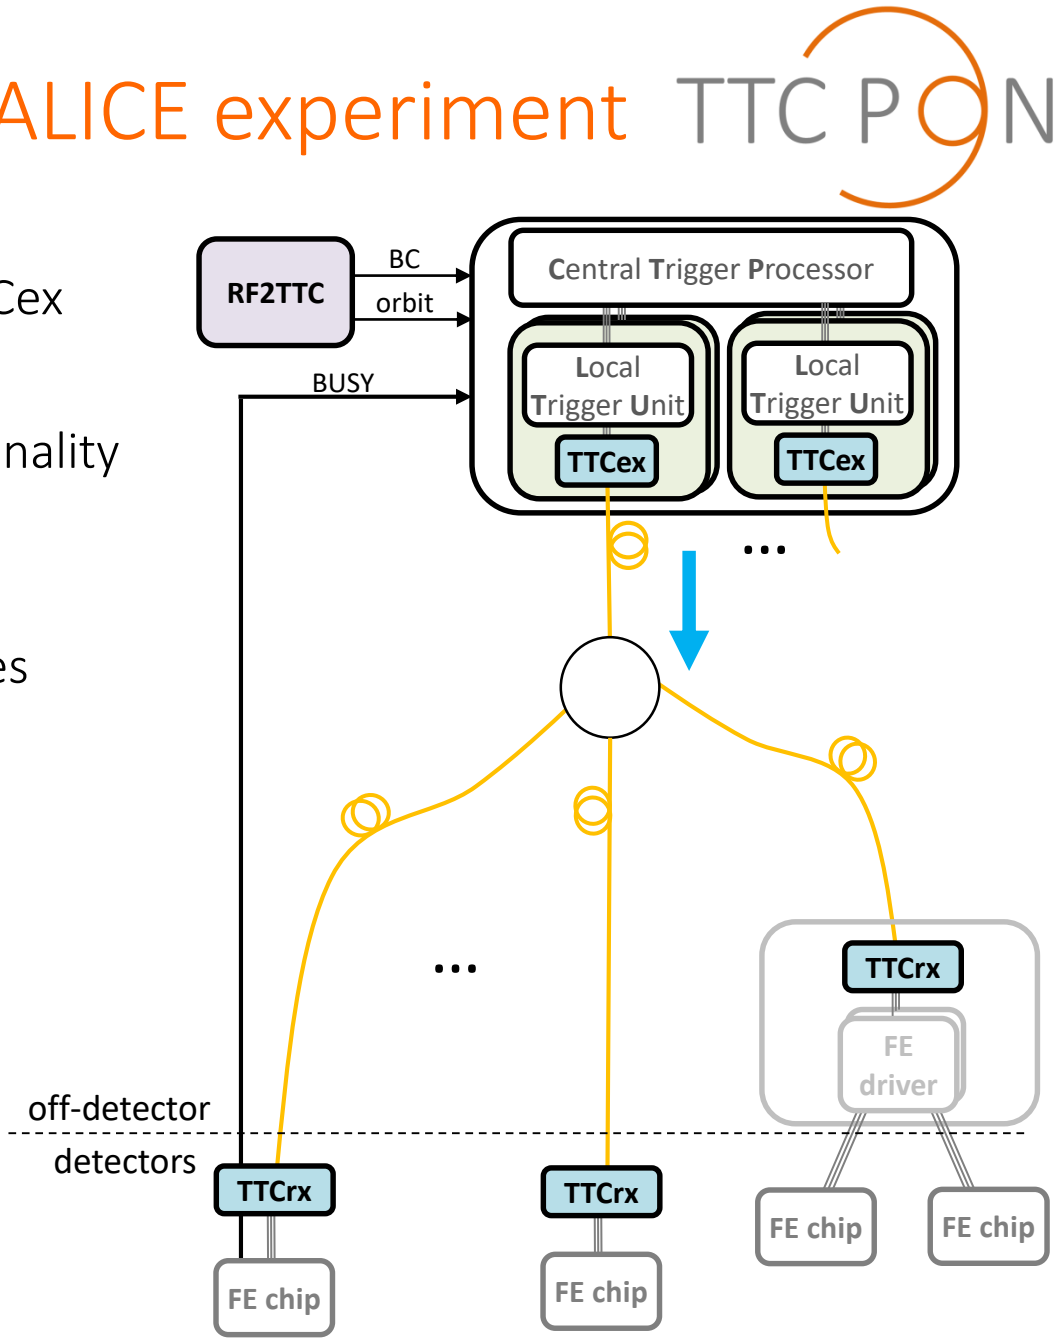 ALICE experiment
TTC PON
Cex
nality
es
RF2TTC
BC
orbit
BUSY
Central Trigger Processor
Local
Trigger Unit
TTCex
Local
Trigger Unit
TTCex
...
...
TTCrx
FE
driver
off-detector
detectors
TTCrx
FE chip
TTCrx
FE chip
FE chip
FE chip